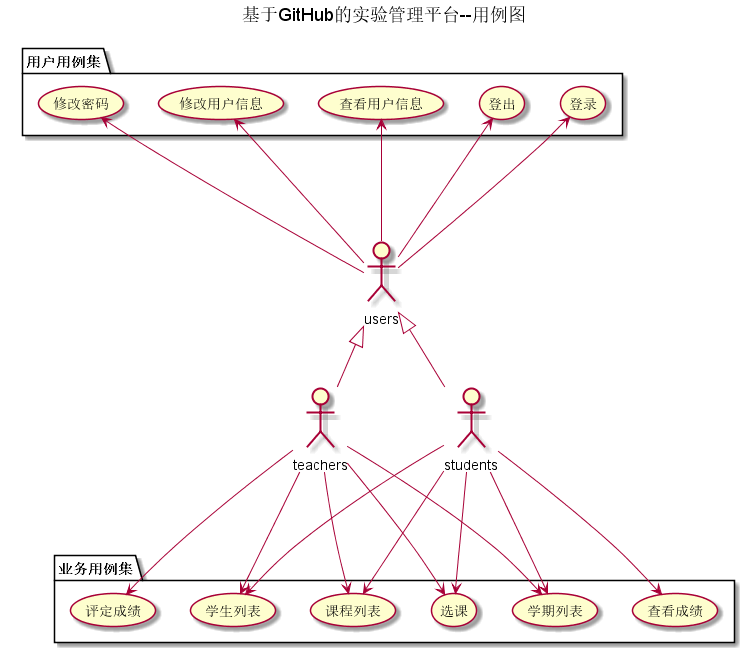 基于GitHub的实验管理平台--用例图
用户用例集
修改密码 修改用户信息 查看用户信息 登出 登录
users
teachers students
业务用例集
评定成绩 学生列表 课程列表 选课 学期列表 查看成绩